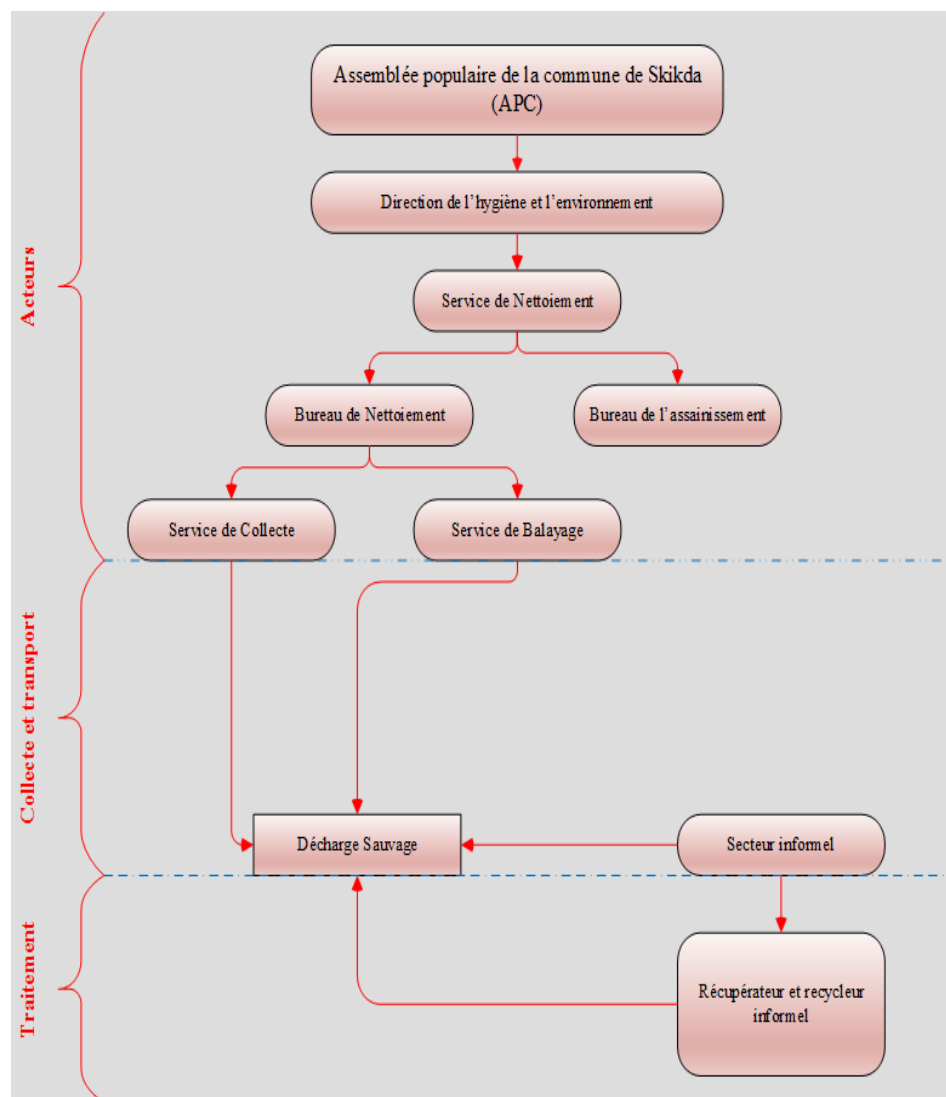 Assemblée populaire de la commune de Skikda
(APC)
Direction de l'hygiène et l'environnement
Acteurs
Service de Nettoiement
Bureau de Nettoiement
Bureau de l'assainissement
Service de Collecte
Service de Balayage
Collecte et transport
Décharge Sauvage
Secteur informel
Traitement
Récupérateur et recycleur
informel